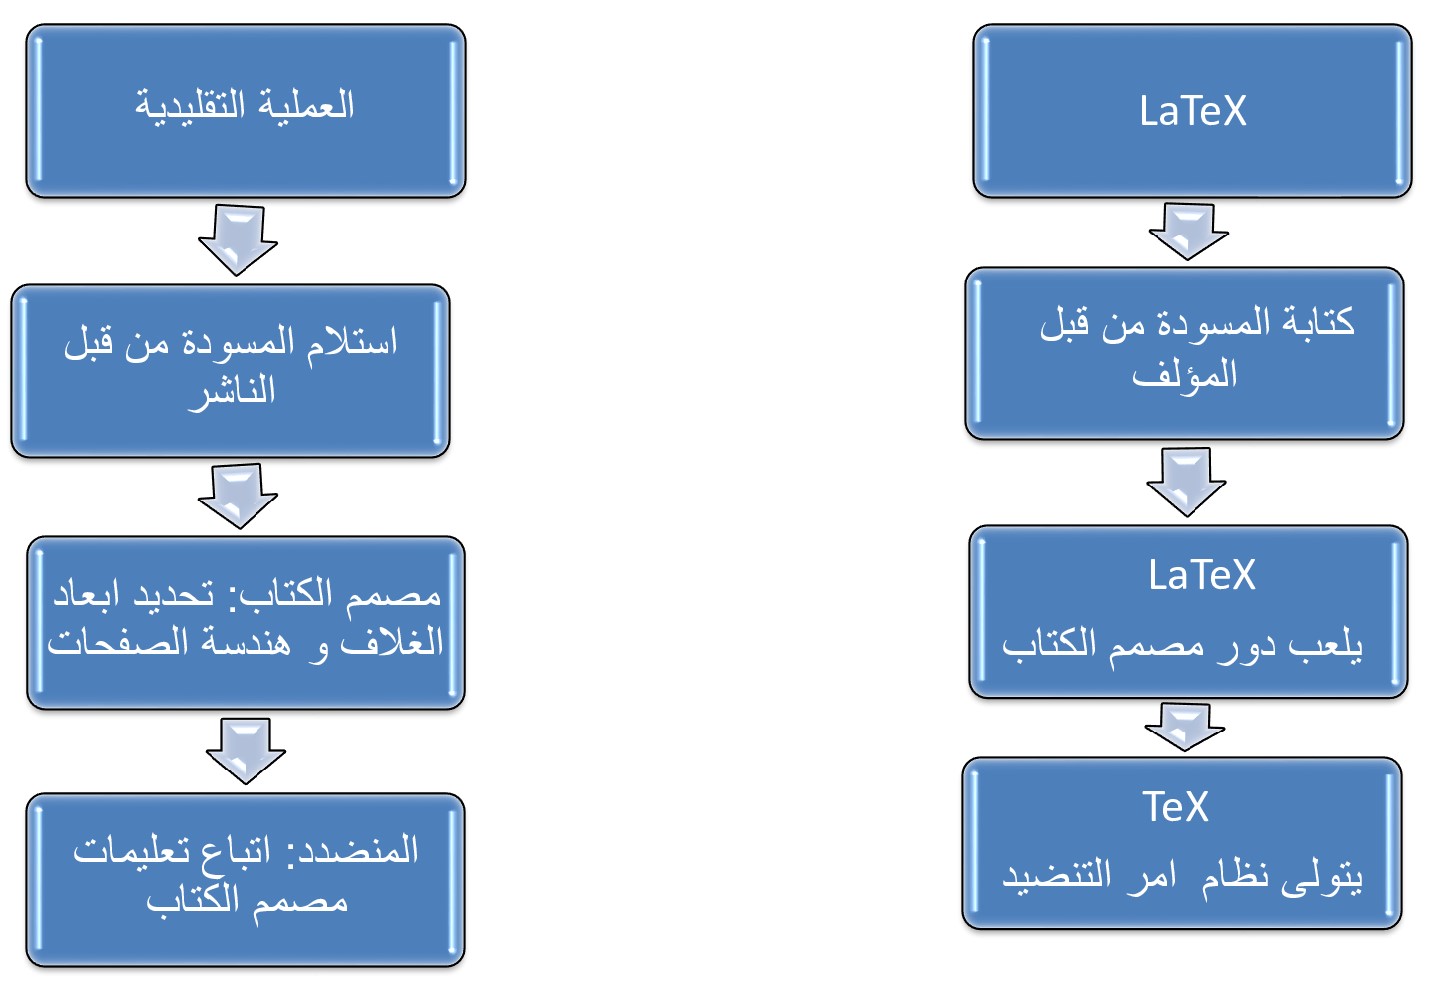 العملية التقليدية
استلام المسودة من قبل
الناشر
مصمم الكتاب: تحديد ابعاد
الغلاف و هندسة الصفحات
المنضدد: اتباع تعليمات
مصمم الكتاب
LaTeX
كتابة المسودة من قبل
المؤلف
LaTeX
يلعب دور مصمم الكتاب
TeX
يتولى نظام امر التنضيد